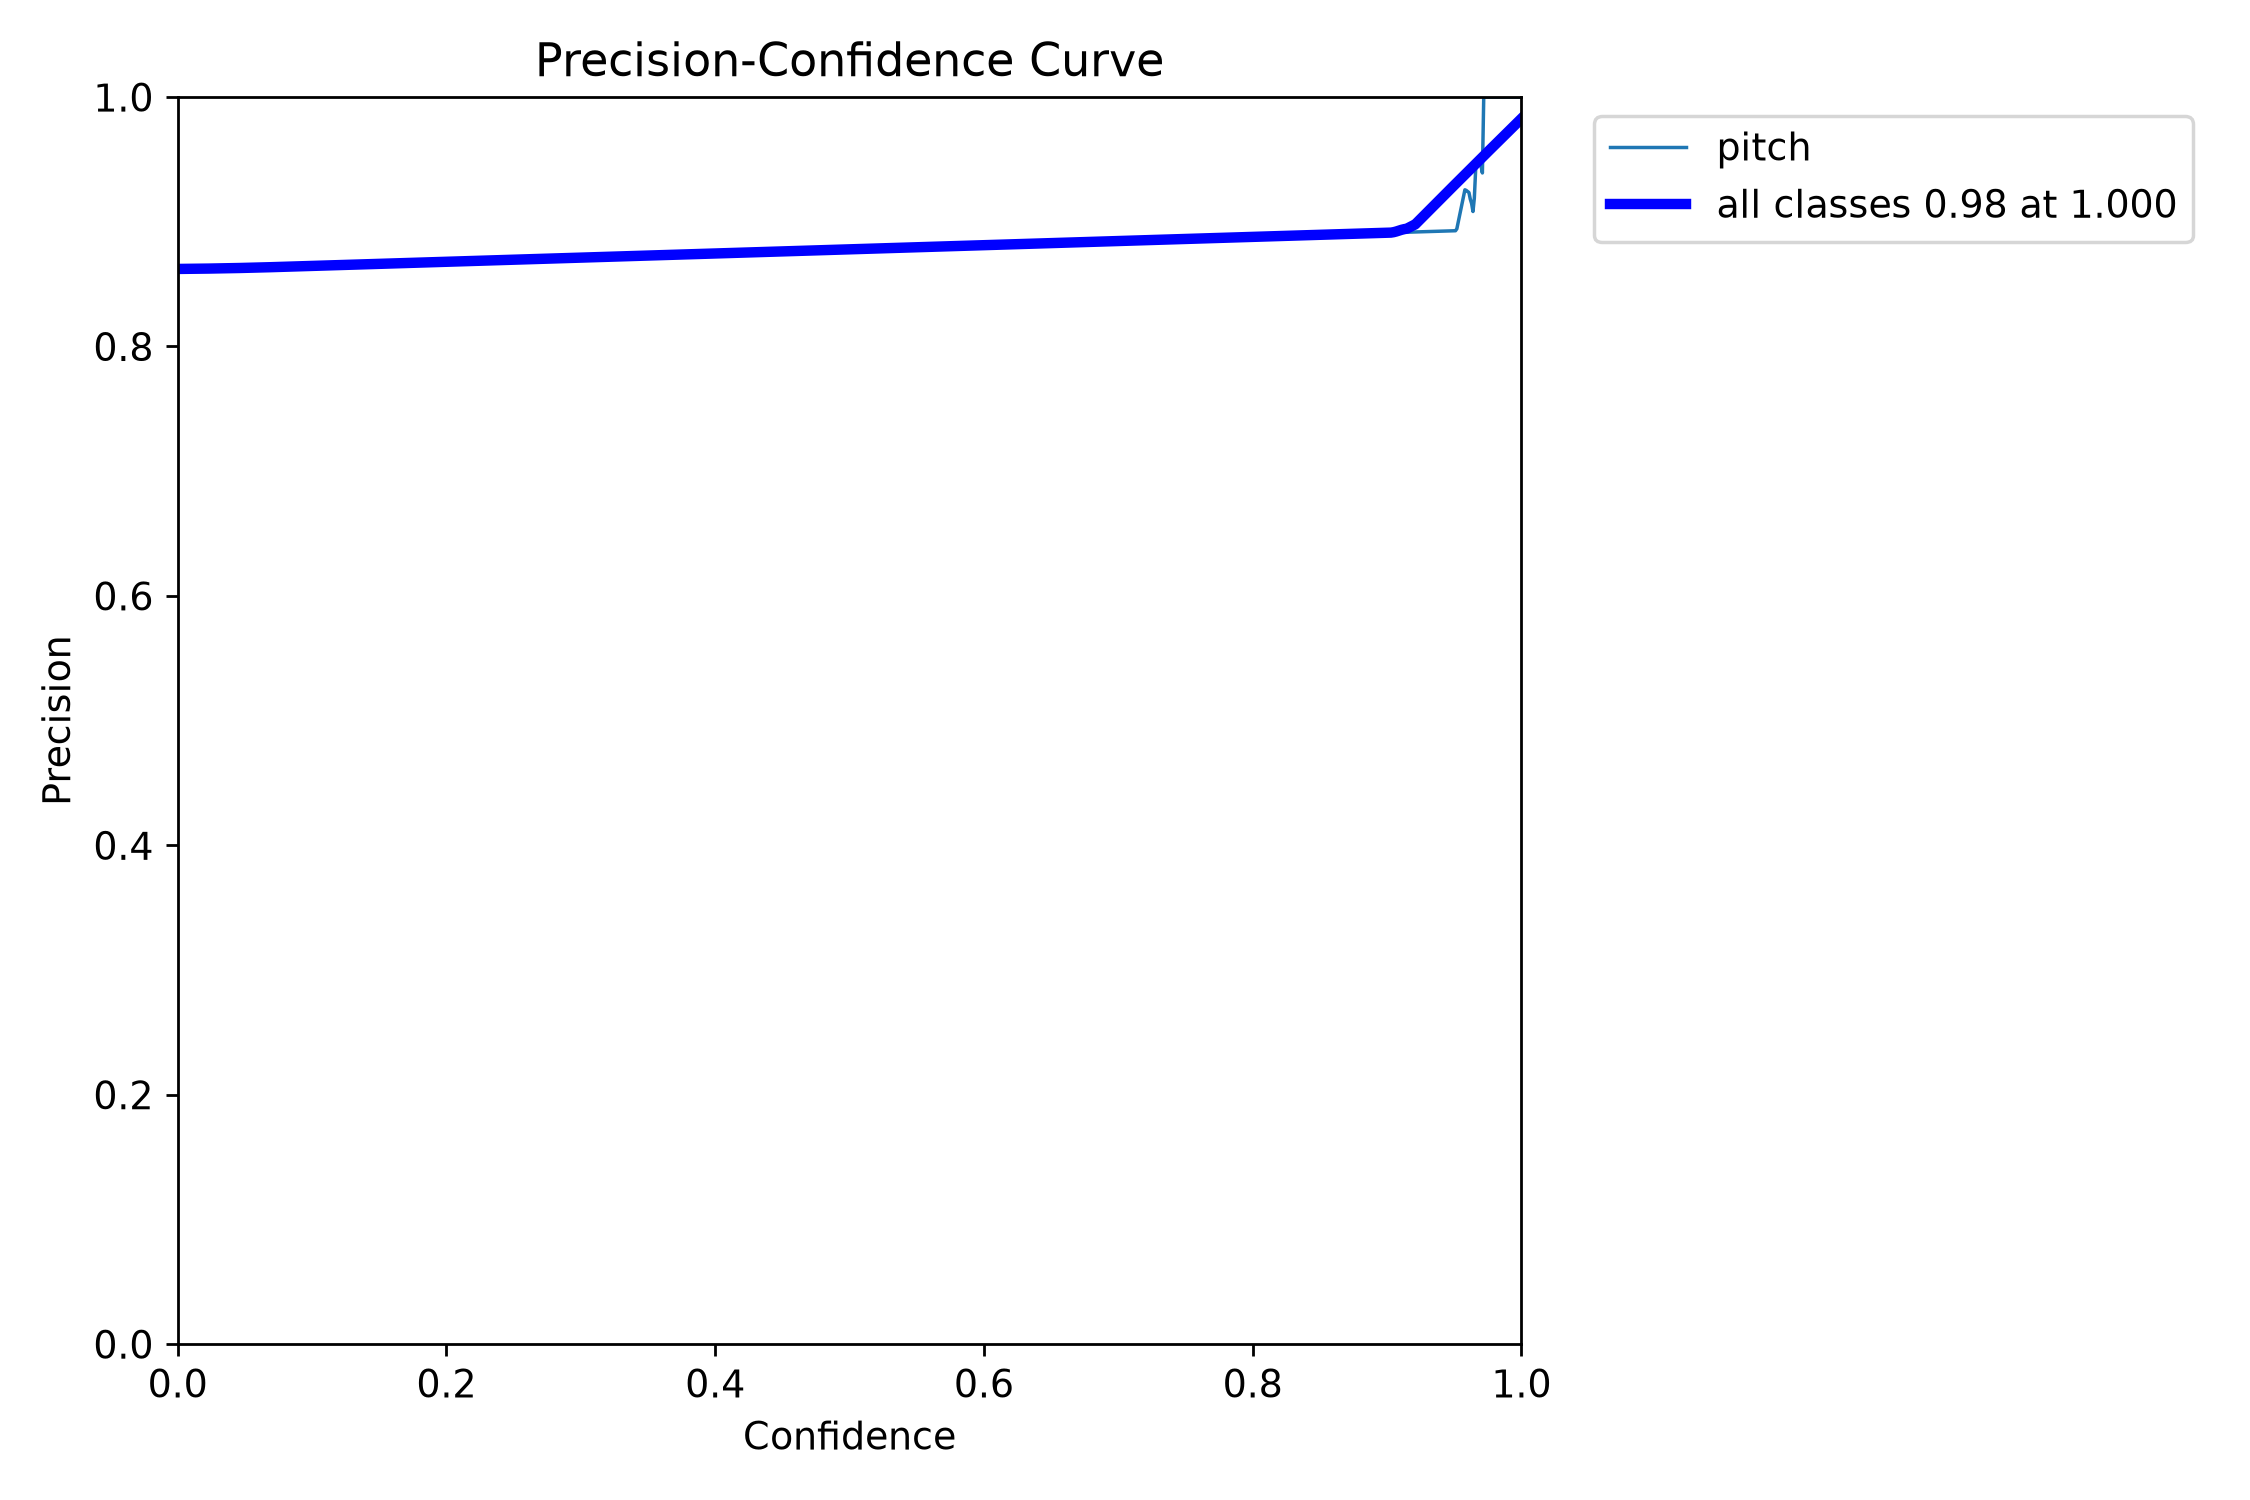 Precision-Confidence Curve
1.0
0.8
0.6
0.4
0.2
0.0
Precision
0.0 0.2 0.4 0.6 0.8 1.0
Confidence
pitch
all classes 0.98 at 1.000